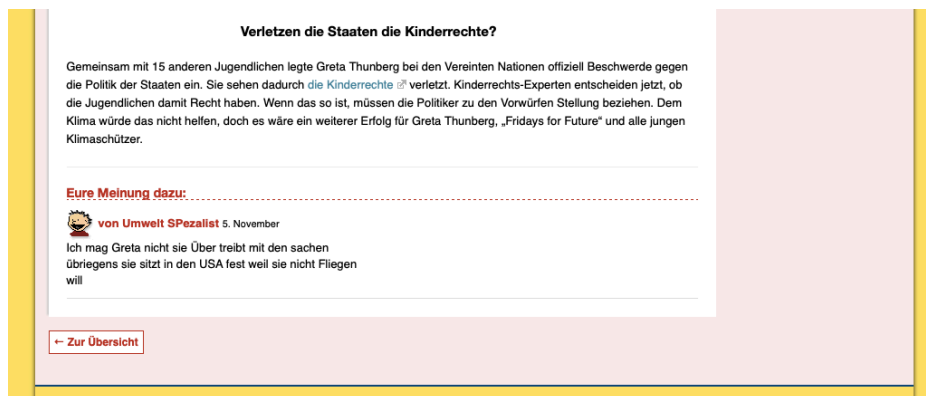 Verletzen die Staaten die Kinderrechte?
Gemeinsam mit 15 anderen Jugendlichen legte Greta Thunberg bei den Vereinten Nationen offiziell Beschwerde gegen
die Politik der Staaten ein. Sie sehen dadurch die Kinderrechte verletzt. Kinderrechts-Experten entscheiden jetzt, ob
die Jugendlichen damit Recht haben. Wenn das so ist, müssen die Politiker zu den Vorwürfen Stellung beziehen. Dem
Klima würde das nicht helfen, doch es wäre ein weiterer Erfolg für Greta Thunberg, „Fridays for Future“ und alle jungen
Klimaschützer.
Eure Meinung dazu:
von Umwelt SPezalist 5. November
Ich mag Greta nicht sie Über treibt mit den sachen
übriegens sie sitzt in den USA fest weil sie nicht Fliegen
will
← Zur Übersicht